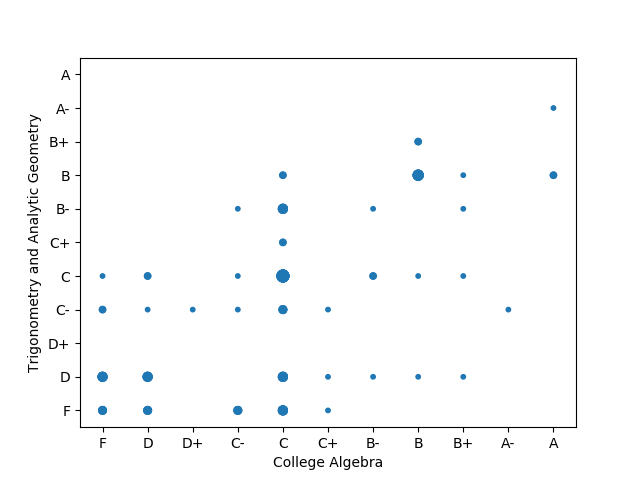 Trigonometry and Analytic Geometry
A
A-
B+
B
B-
C+
C
C-
D+
D
F
F D D+ C- C C+ B- B B+ A- A
College Algebra